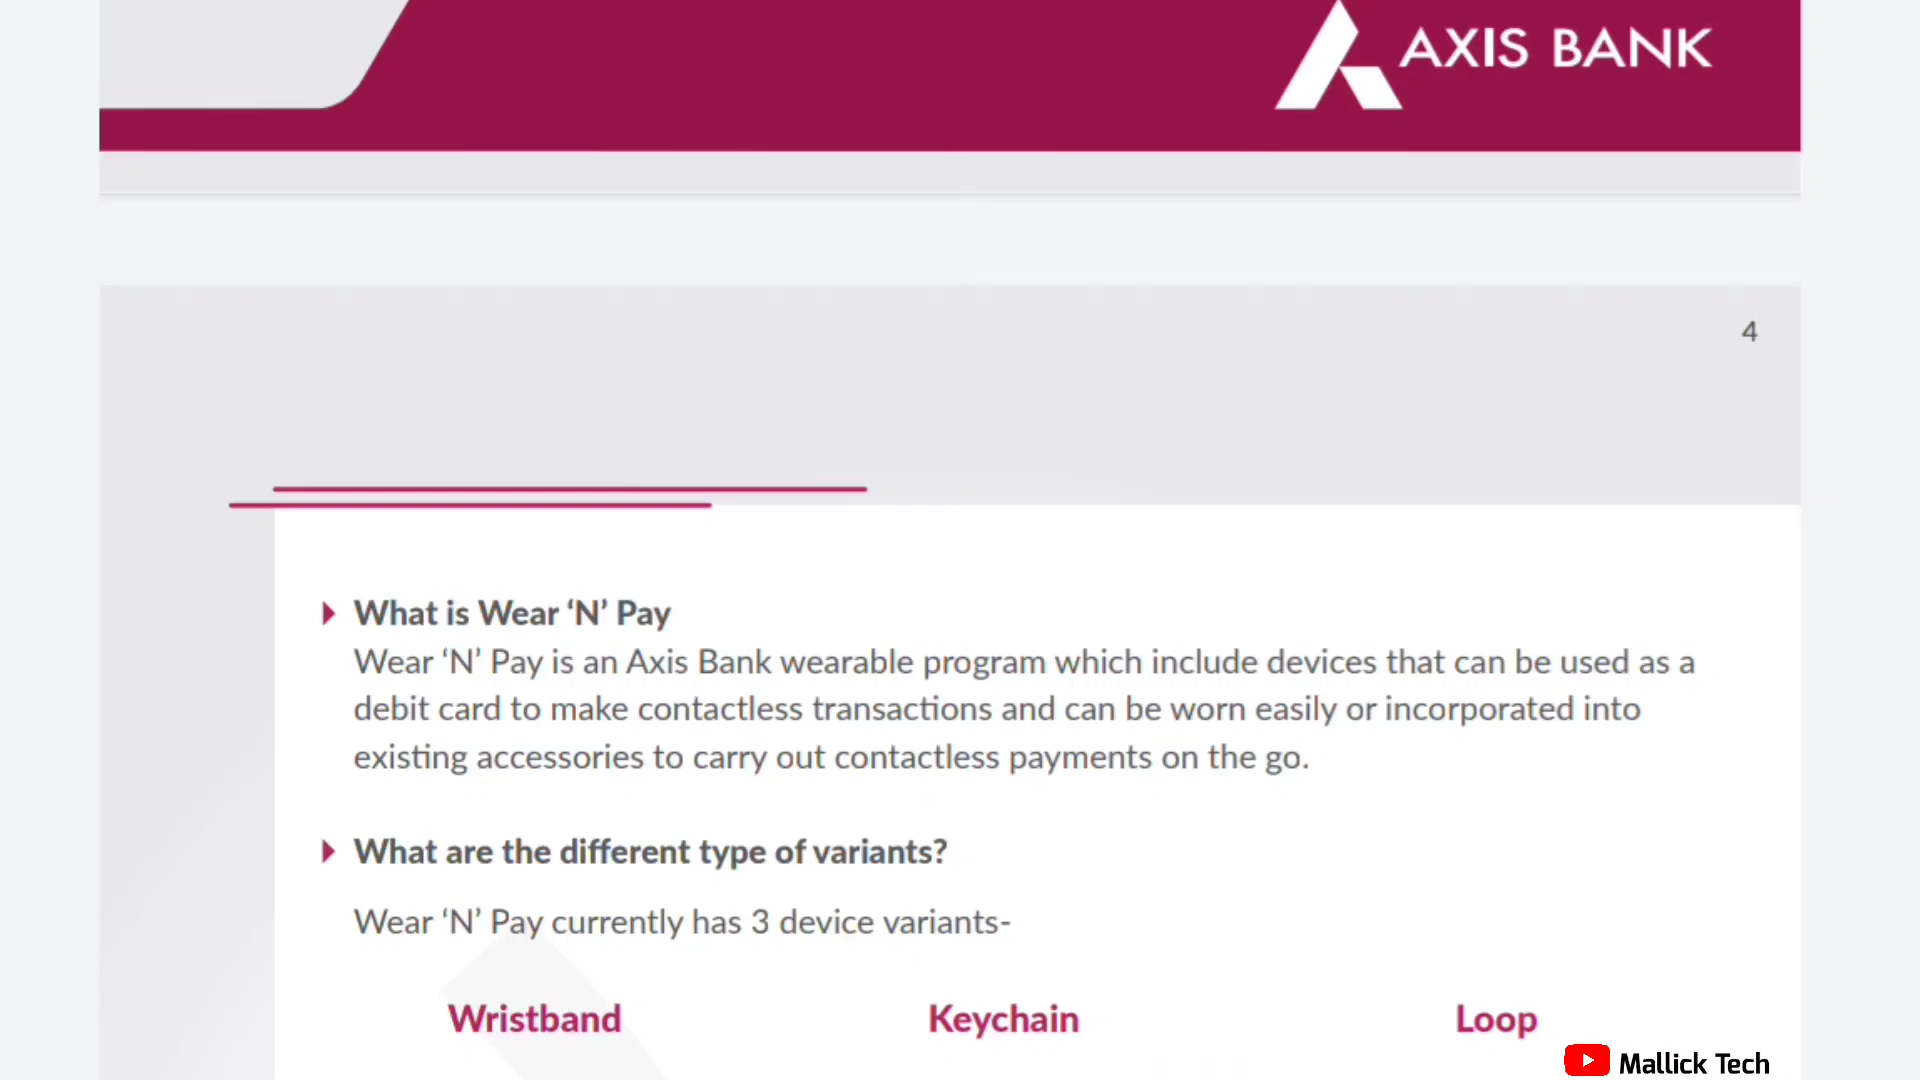 AXIS BANK
4
What is Wear ‘N’ Pay
Wear ‘N’ Pay is an Axis Bank wearable program which include devices that can be used as a
debit card to make contactless transactions and can be worn easily or incorporated into
existing accessories to carry out contactless payments on the go.
What are the different type of variants?
Wear ‘N’ Pay currently has 3 device variants-
Wristband Keychain Loop
Mallick Tech